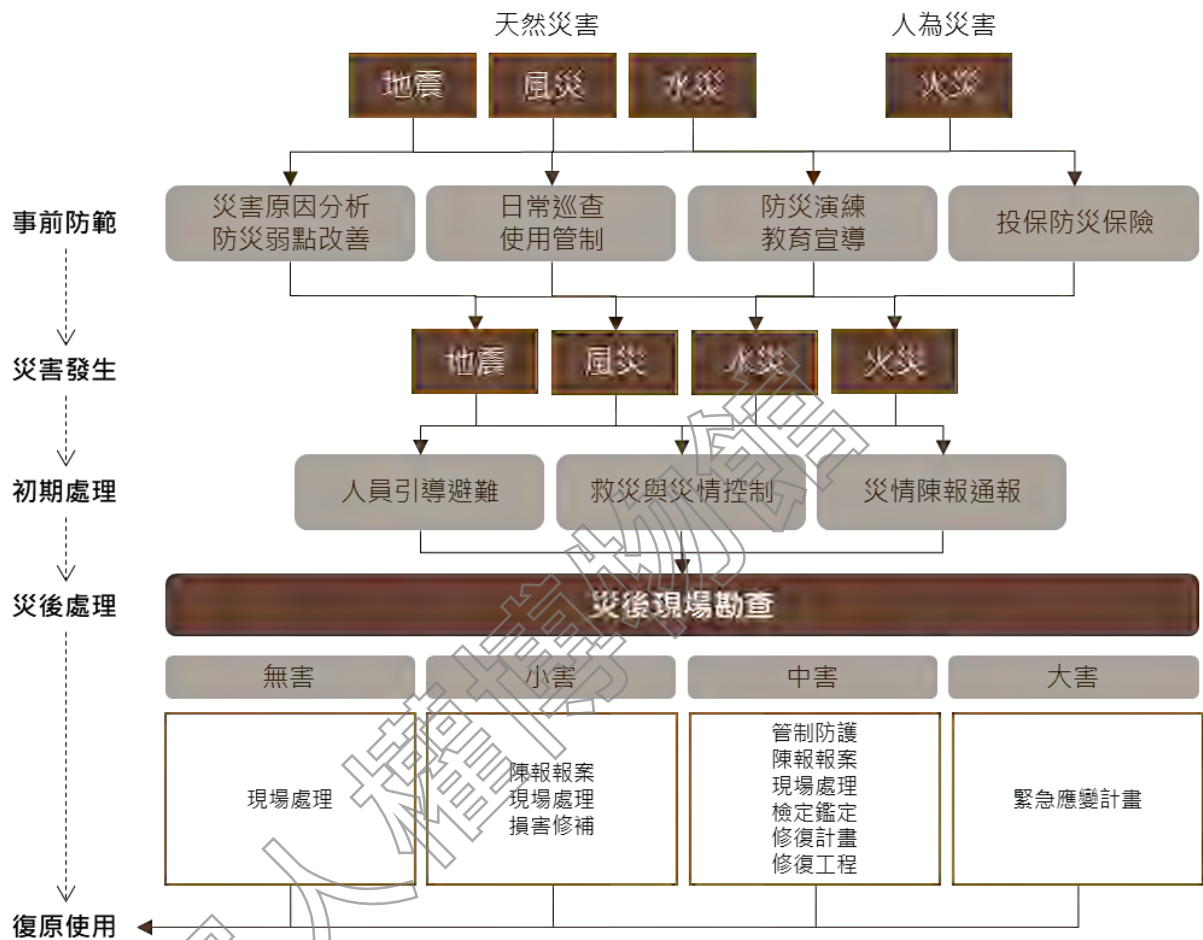 天然災害
人為災害
地震
風災
水災
火災
事前防範
災害原因分析
防災弱點改善
日常巡查
使用管制
防災演練
教育宣導
投保防災保險
災害發生
地震
風災
水災
火災
初期處理
人員引導避難
救災與災情控制
災情陳報通報
災後處理
災後現場勘查
無害
小害
中害
大害
現場處理
陳報報案
現場處理
損害修補
管制防護
陳報報案
現場處理
檢定鑑定
修復計畫
修復工程
緊急應變計畫
復原使用
人權博物館